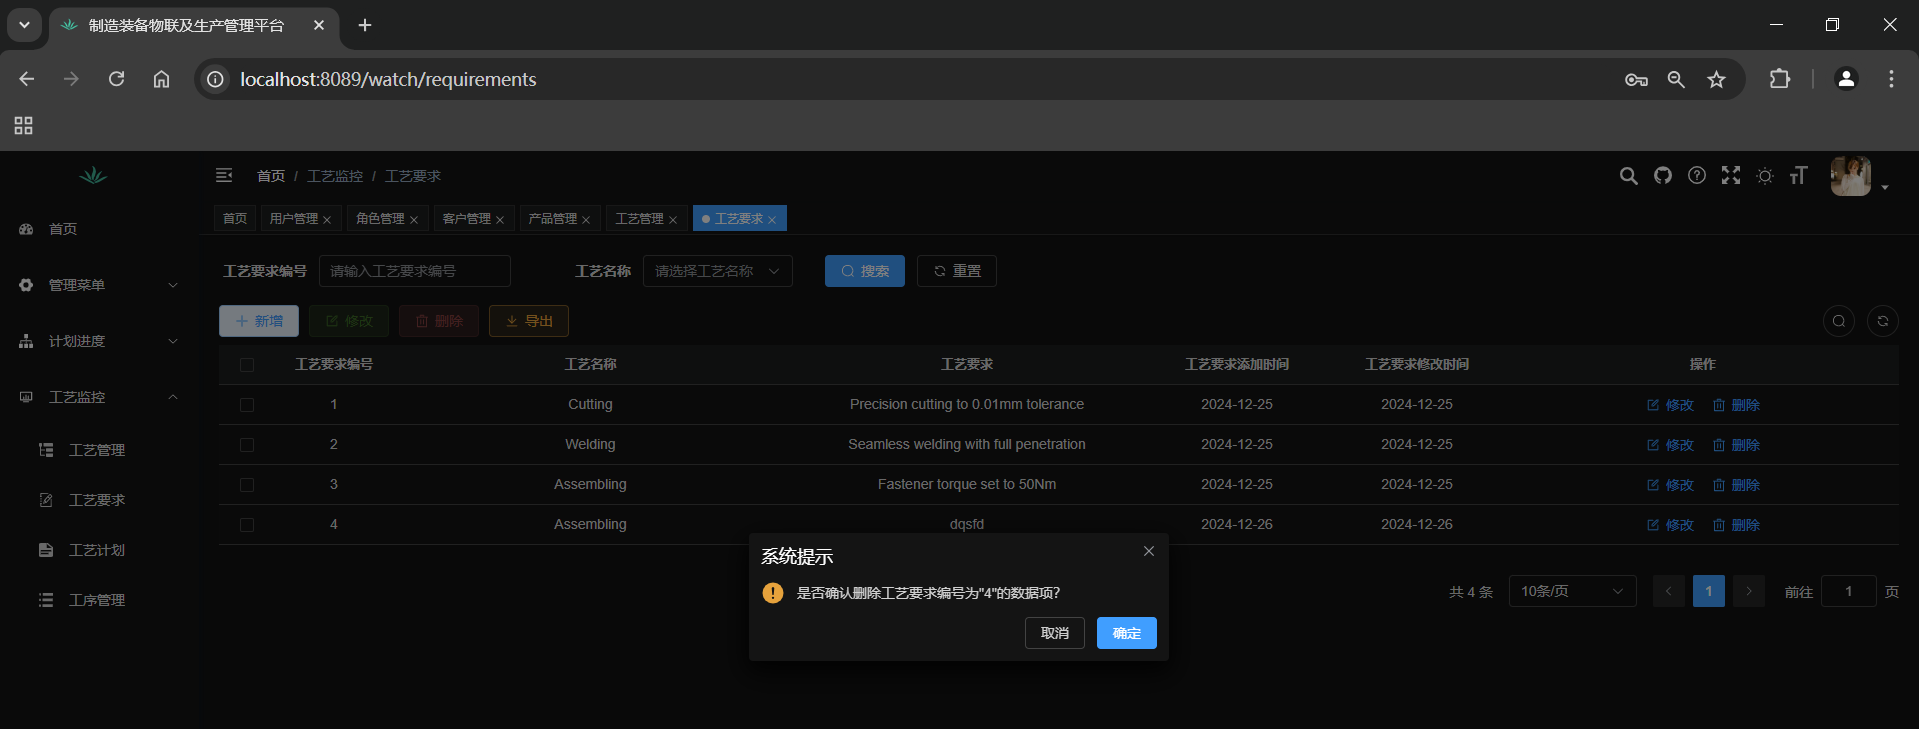 制造装备物联及生产管理平台
localhost:8089/watch/requirements
首页 / 工艺监控 / 工艺要求
首页 用户管理 角色管理 客户管理 产品管理 工艺管理 工艺要求
首页
管理菜单
计划进度
工艺监控
工艺管理
工艺要求
工艺计划
工序管理
工艺要求编号 请输入工艺要求编号 工艺名称 请选择工艺名称 搜索 重置
新增 修改 删除 导出
工艺要求编号 工艺名称 工艺要求 工艺要求添加时间 工艺要求修改时间 操作
1 Cutting Precision cutting to 0.01mm tolerance 2024-12-25 2024-12-25 修改 删除
2 Welding Seamless welding with full penetration 2024-12-25 2024-12-25 修改 删除
3 Assembling Fastener torque set to 50Nm 2024-12-25 2024-12-25 修改 删除
4 Assembling dqsfd 2024-12-26 2024-12-26 修改 删除
系统提示
是否确认删除工艺要求编号为"4"的数据项?
取消 确定
共 4 条 10条/页 1 前往 1 页